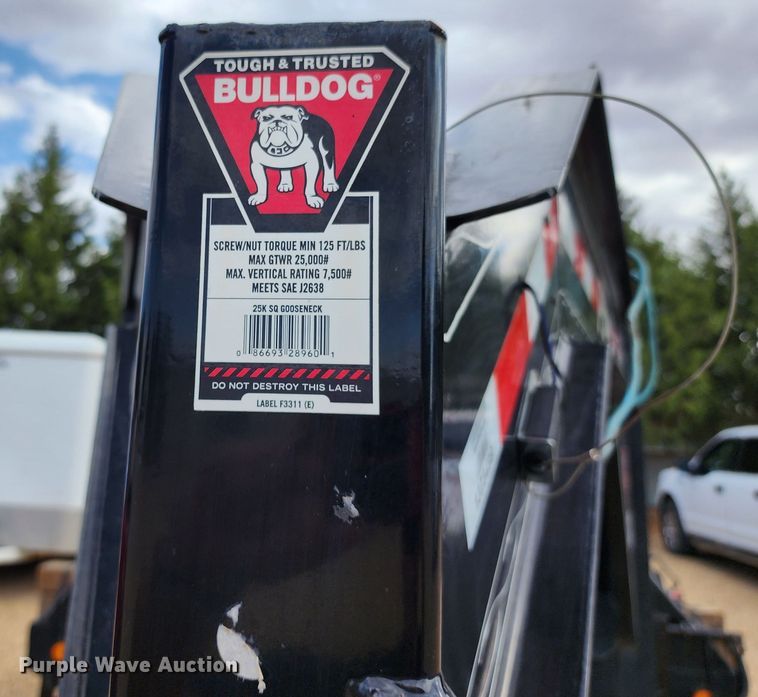 TOUGH & TRUSTED
BULLDOG®
SCREW/NUT TORQUE MIN 125 FT/LBS
MAX GTWR 25,000#
MAX. VERTICAL RATING 7,500#
MEETS SAE J2638
25K SQ GOOSENECK
0 86693 28960 1
DO NOT DESTROY THIS LABEL
LABEL F3311 (E)
Purple Wave Auction